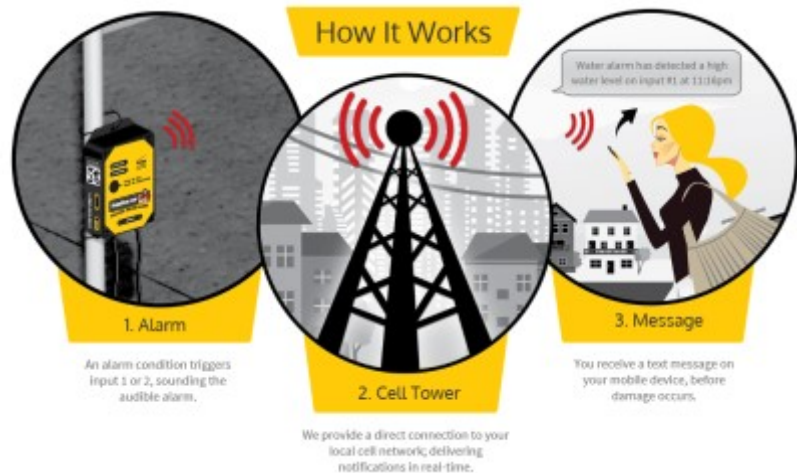 How It Works
Water alarm has detected a high
water level on input #1 at 11:16pm
1. Alarm
An alarm condition triggers
input 1 or 2, sounding the
audible alarm.
2. Cell Tower
We provide a direct connection to your
local cell network; delivering
notifications in real-time.
3. Message
You receive a text message on
your mobile device, before
damage occurs.